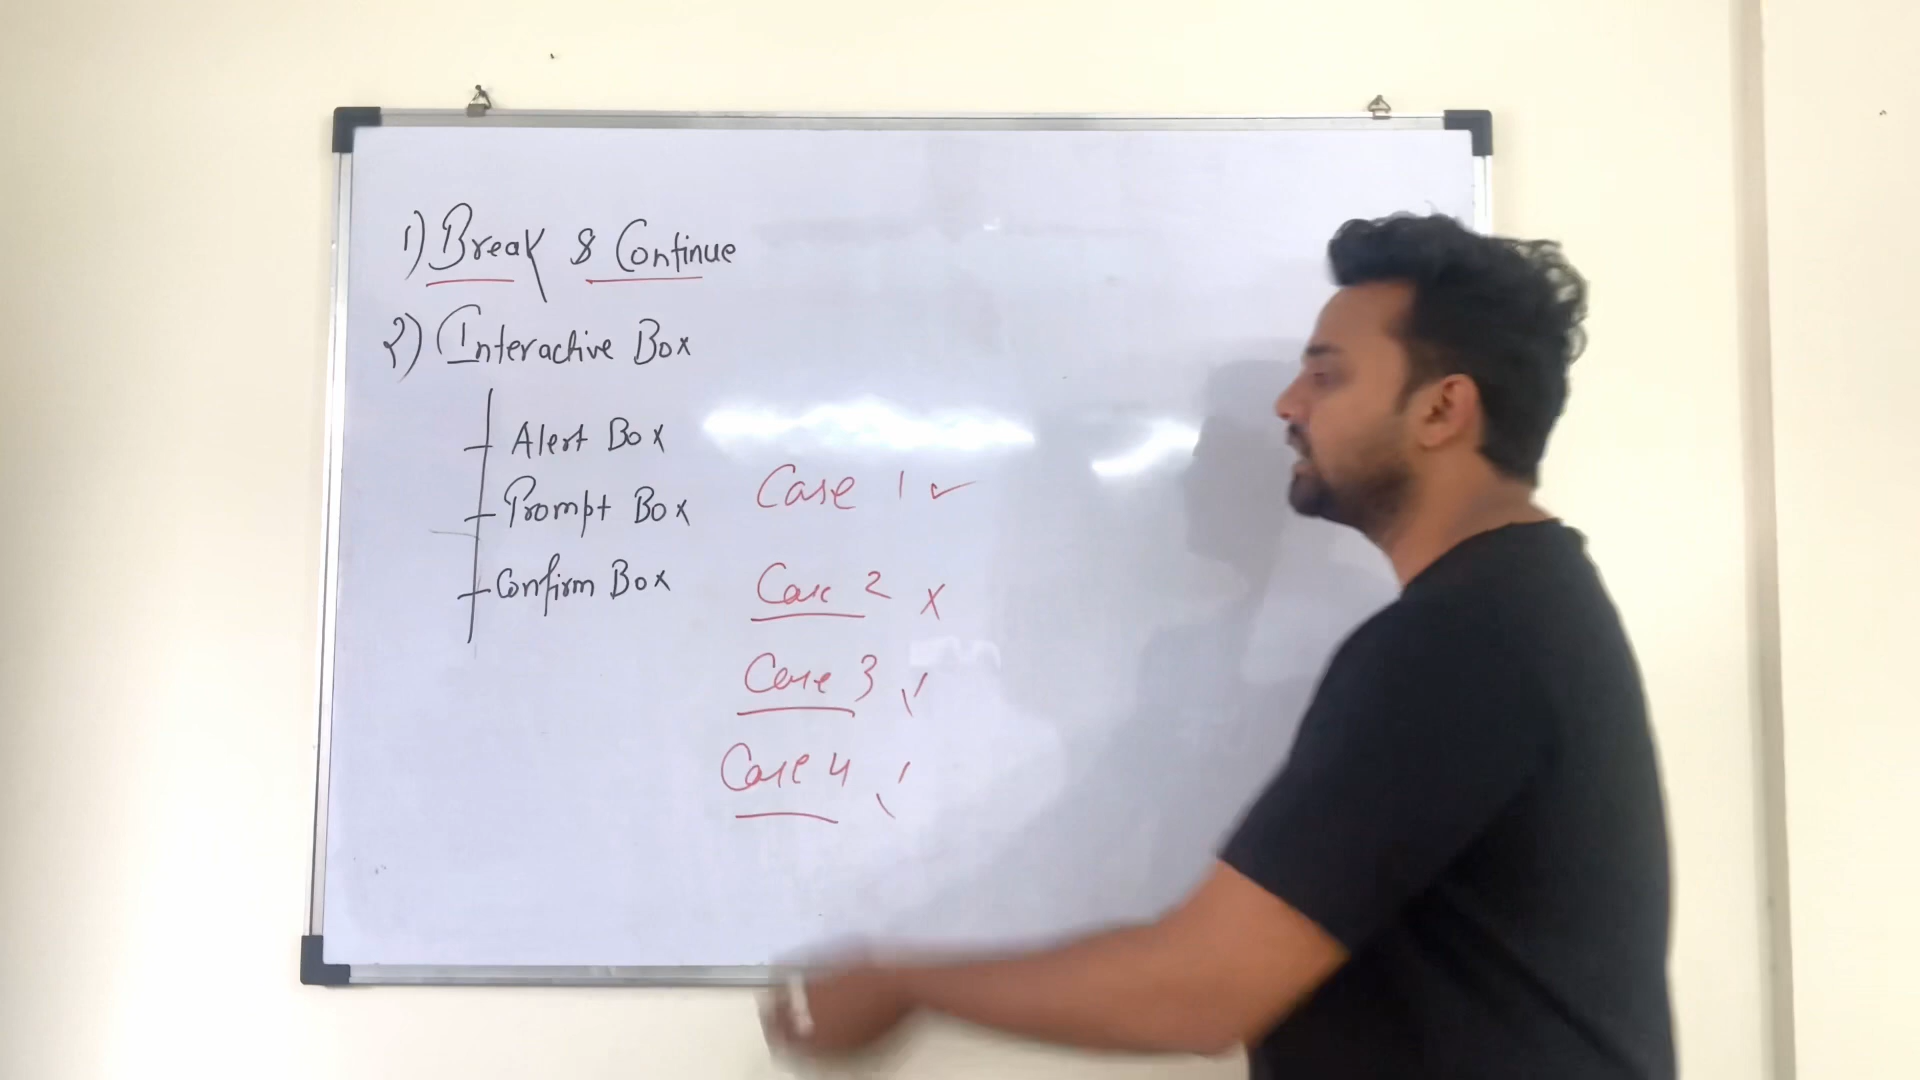 1) Break & Continue
2) Interactive Box
Alert Box
Prompt Box
Confirm Box
Case 1 ✓
Case 2 x
Case 3 ✓
Case 4 ✓